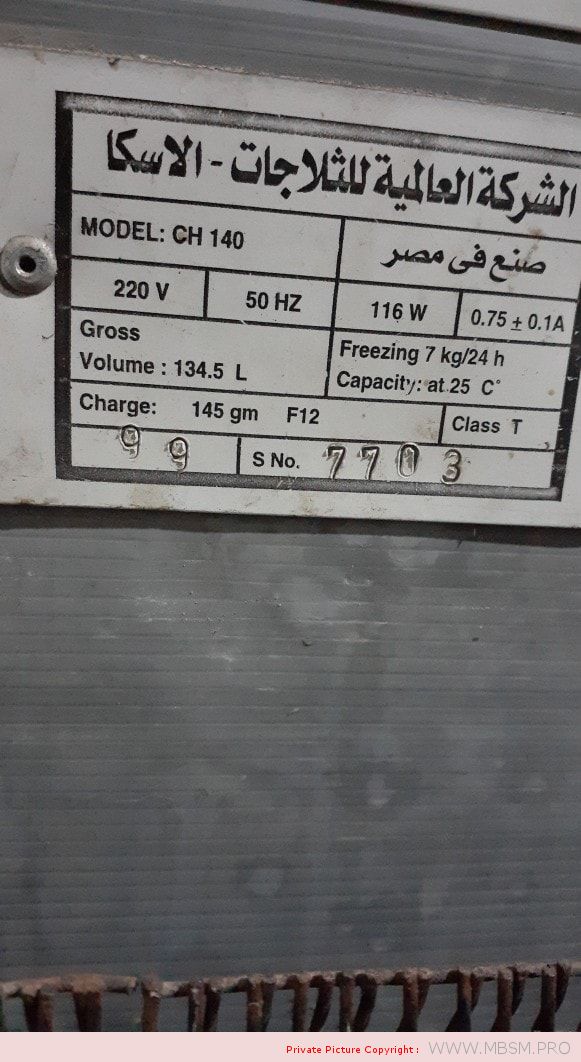 الشركة العالمية للثلاجات - الاسكا
MODEL: CH 140
صنع فى مصر
220 V
50 HZ
116 W
0.75 ± 0.1A
Gross
Volume : 134.5 L
Freezing 7 kg/24 h
Capacity: at 25 C°
Charge: 145 gm F12
Class T
99
S No. 7703
Private Picture Copyright : WWW.MBSM.PRO